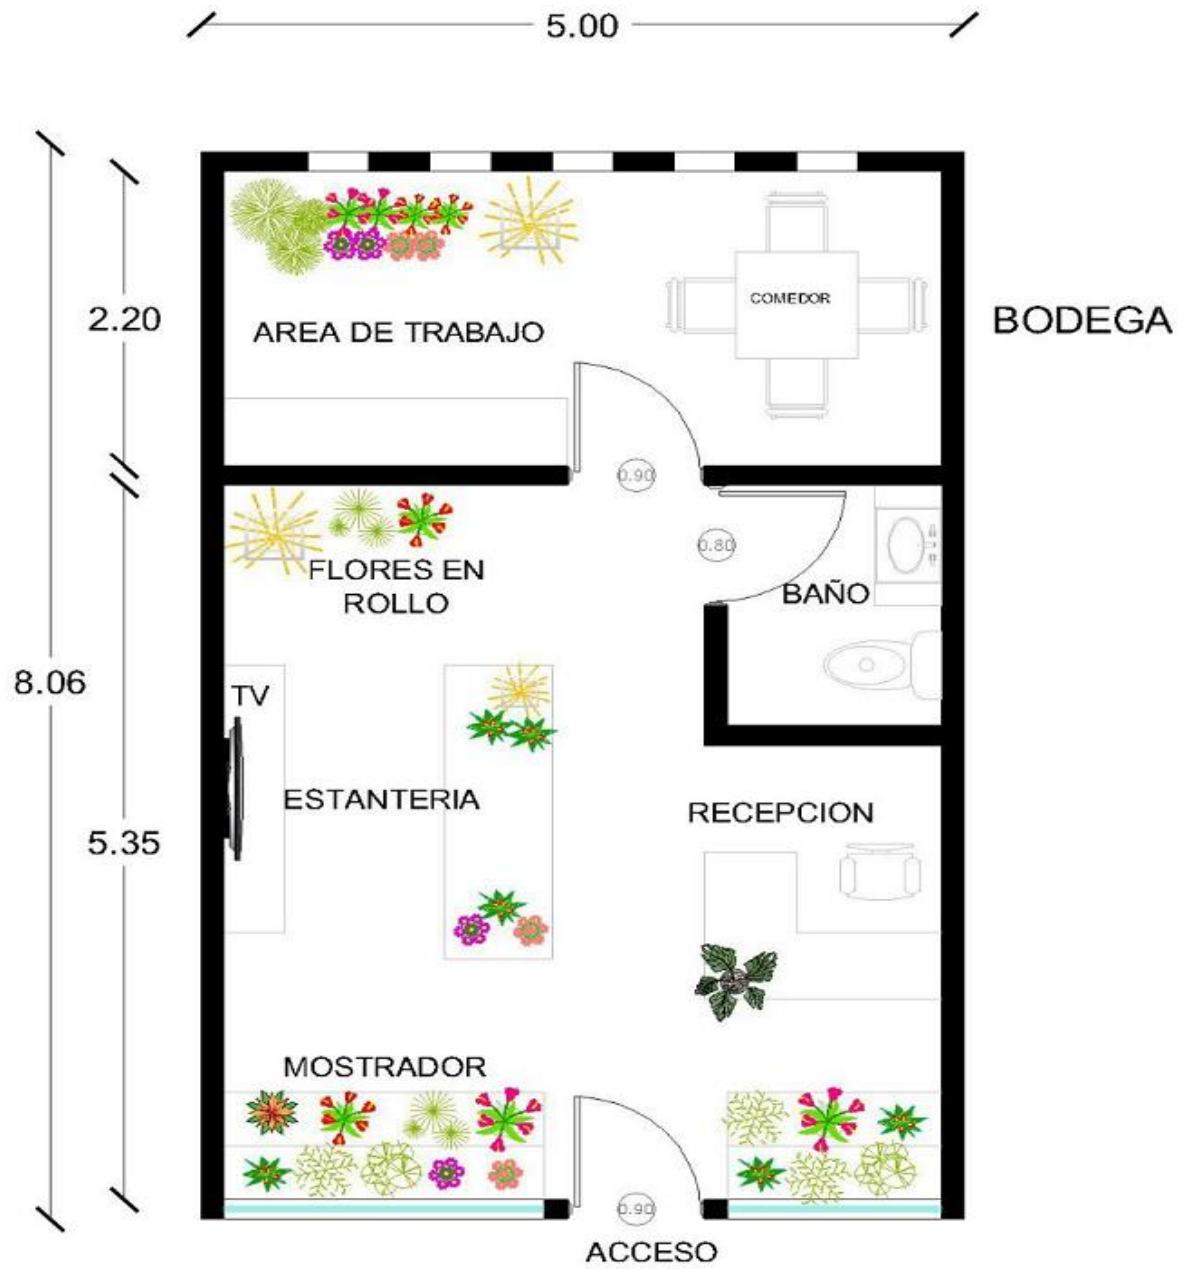 5.00
2.20
AREA DE TRABAJO
COMEDOR
BODEGA
0.90
0.80
FLORES EN
ROLLO
BAÑO
8.06
TV
5.35
ESTANTERIA
RECEPCION
MOSTRADOR
0.90
ACCESO